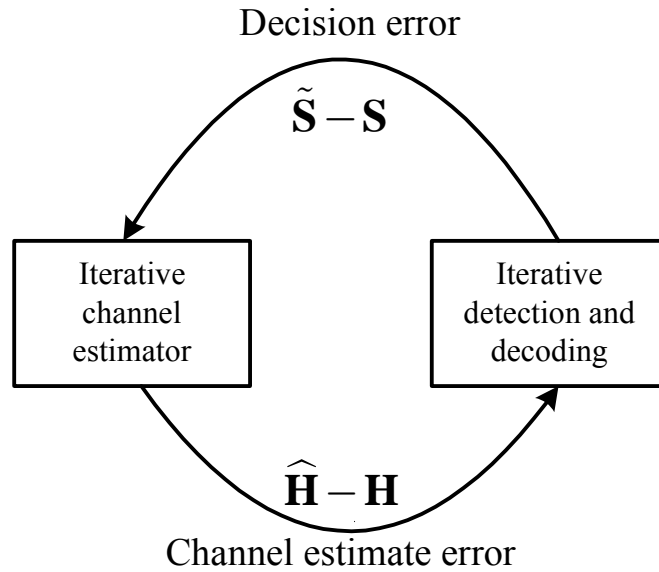 Decision error
S̃ – S
Iterative
channel
estimator
Iterative
detection and
decoding
Ĥ – H
Channel estimate error